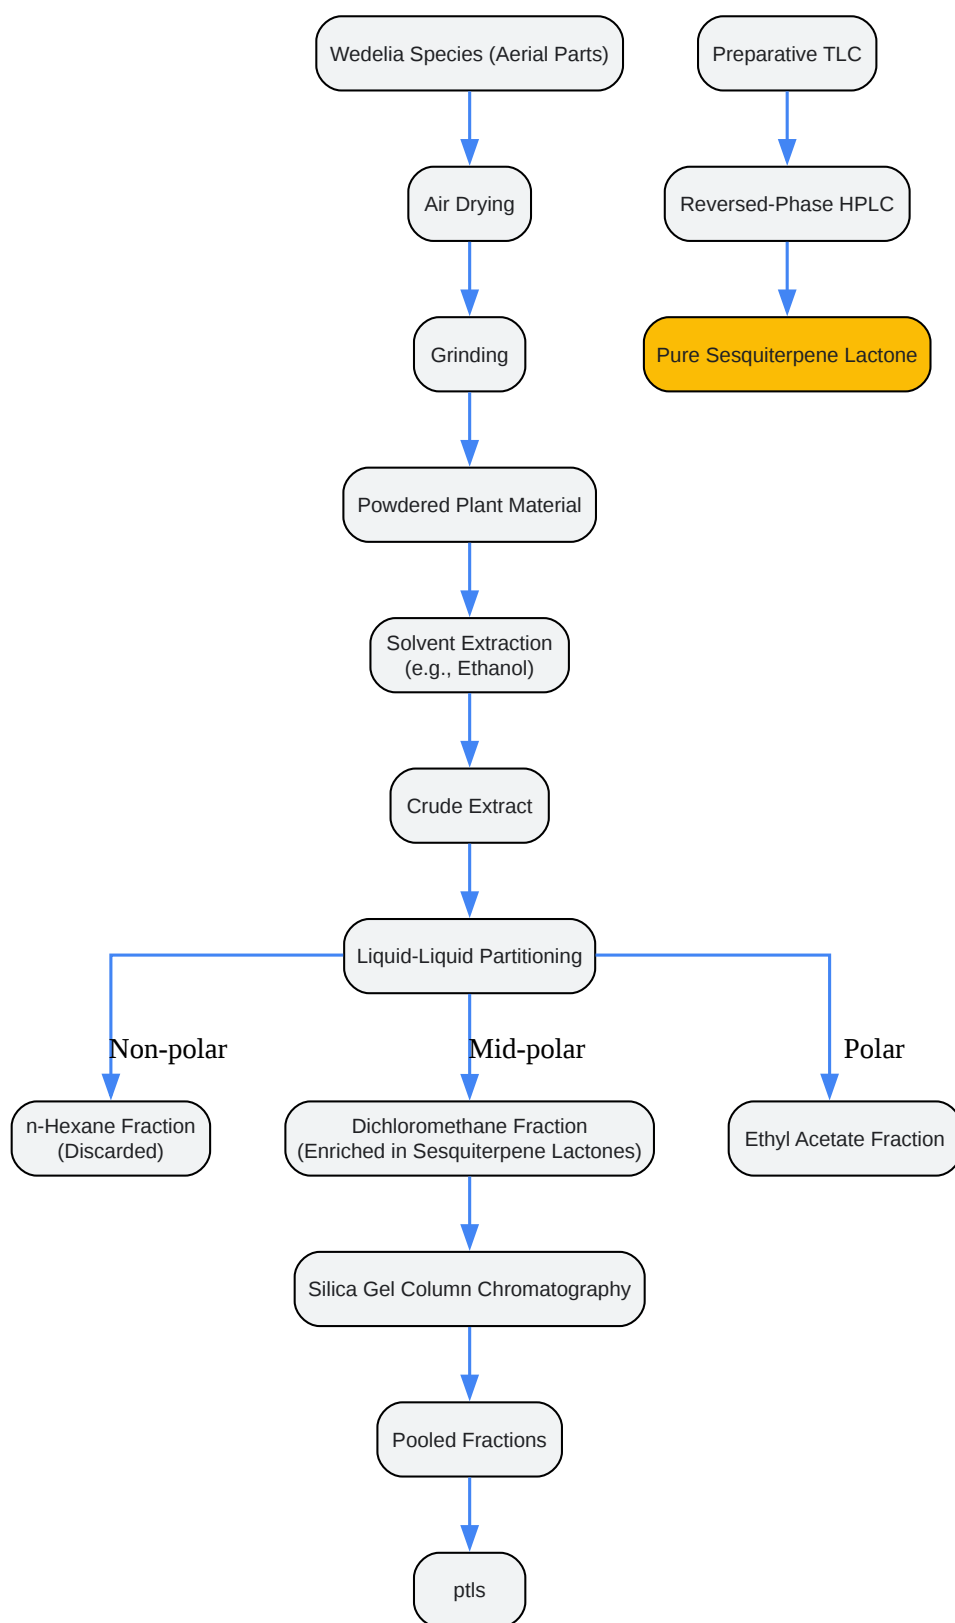 Wedelia Species (Aerial Parts)
Preparative TLC
Air Drying
Reversed-Phase HPLC
Grinding
Pure Sesquiterpene Lactone
Powdered Plant Material
Solvent Extraction
(e.g., Ethanol)
Crude Extract
Liquid-Liquid Partitioning
Non-polar
Mid-polar
Polar
n-Hexane Fraction
(Discarded)
Dichloromethane Fraction
(Enriched in Sesquiterpene Lactones)
Ethyl Acetate Fraction
Silica Gel Column Chromatography
Pooled Fractions
ptls